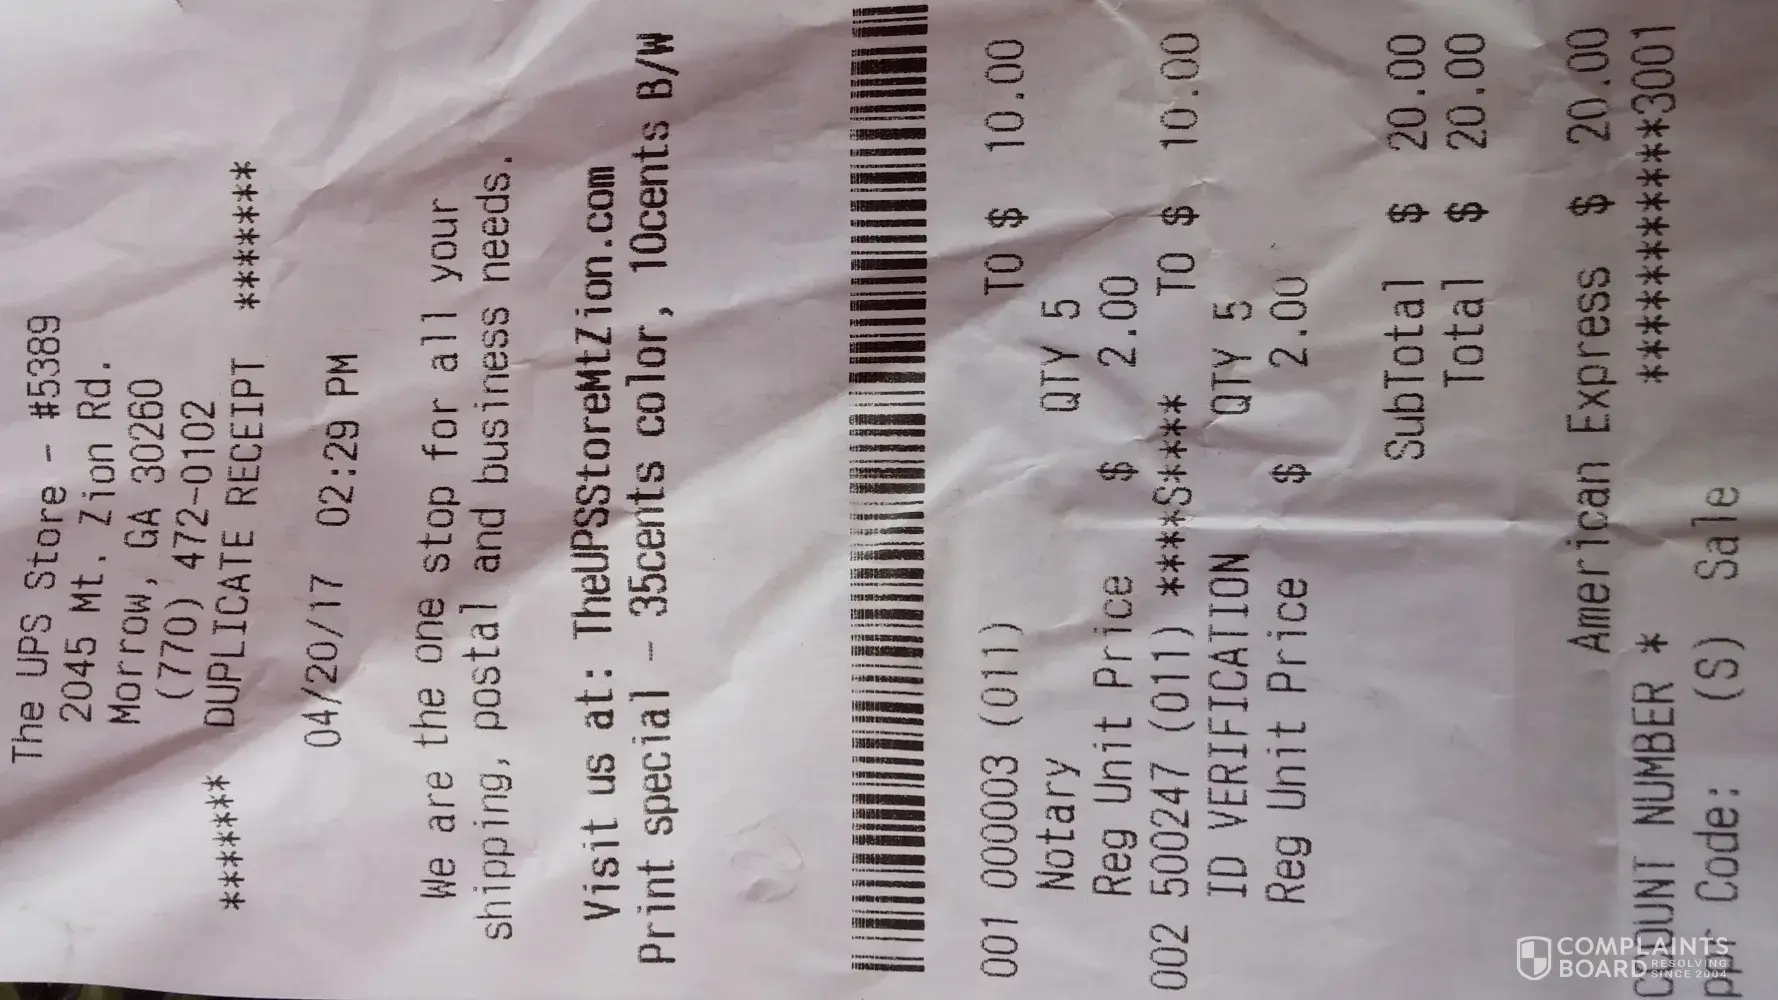 The UPS Store - #5389
2045 Mt. Zion Rd.
Morrow, GA 30260
(770) 472-0102
******* DUPLICATE RECEIPT *******
04/20/17 02:29 PM
We are the one stop for all your
shipping, postal and business needs.
Visit us at: TheUPSStoreMtZion.com
Print special - 35cents color, 10cents B/W
001 000003 (011) TO $ 10.00
Notary QTY 5
Reg Unit Price $ 2.00
002 500247 (011) ****S**** TO $ 10.00
ID VERIFICATION QTY 5
Reg Unit Price $ 2.00
SubTotal $ 20.00
Total $ 20.00
American Express $ 20.00
COUNT NUMBER * ***********3001
ppr Code: (S) Sale
COMPLAINTS
BOARD RESOLVING
SINCE 2004